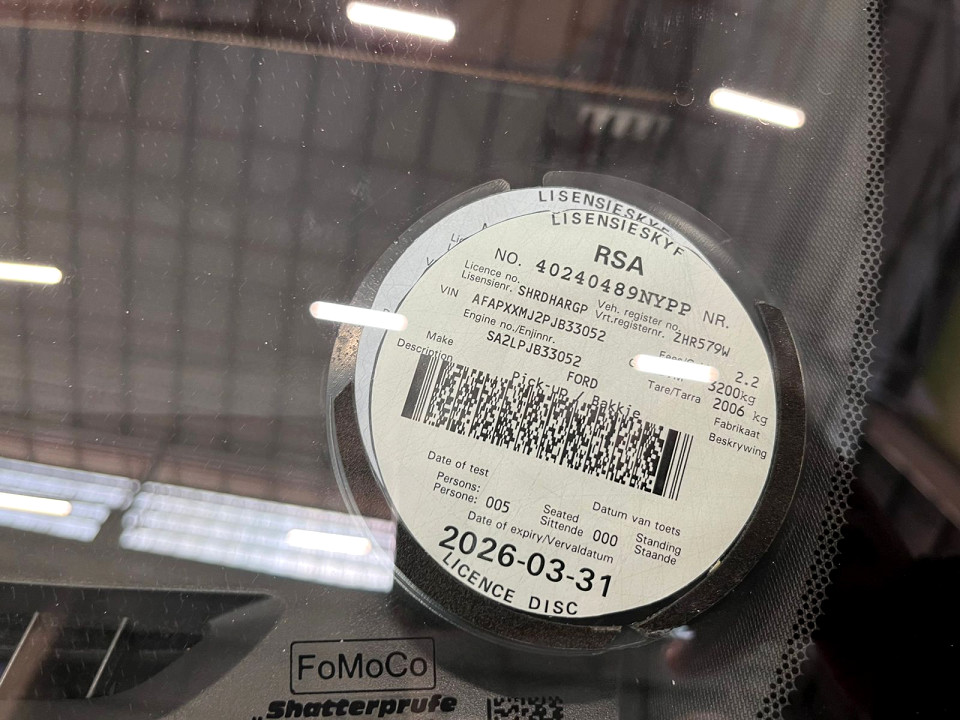 LISENSIESKYF
LISENSIESKYF
RSA
NO. 40240489NYPP NR.
Licence no.
Lisensienr. SHRDHARGP
Veh. register no.
Vrt.registernr. ZHR579W
VIN AFAPXXMJ2PJB33052
Engine no./Enjinnr.
SA2LPJB33052
2.2
3200kg
Tare/Tarra 2006 kg
Make FORD Fabrikaat
Description Pick-up / Bakkie Beskrywing
Date of test Datum van toets
Persons:
Persone: 005
Seated
Sittende 000
Standing
Staande
Date of expiry/Vervaldatum
2026-03-31
LICENCE DISC
FoMoCo
Shatterprufe